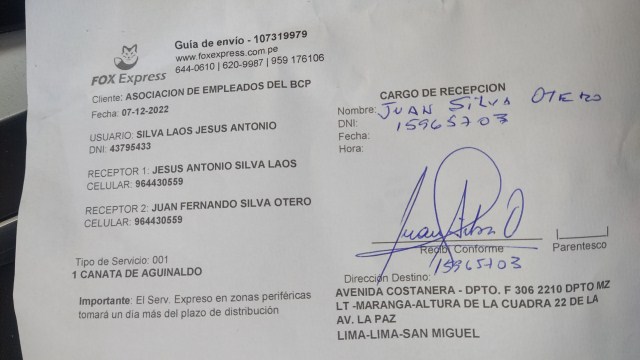 Guía de envío - 107319979
www.foxexpress.com.pe
644-0610 | 620-9987 | 959 176106
FOX Express
Cliente: ASOCIACION DE EMPLEADOS DEL BCP
Fecha: 07-12-2022
USUARIO: SILVA LAOS JESUS ANTONIO
DNI: 43795433
RECEPTOR 1: JESUS ANTONIO SILVA LAOS
CELULAR: 964430559
RECEPTOR 2: JUAN FERNANDO SILVA OTERO
CELULAR: 964430559
Tipo de Servicio: 001
1 CANATA DE AGUINALDO
Importante: El Serv. Expreso en zonas periféricas
tomará un día más del plazo de distribución
CARGO DE RECEPCION
Nombre: JUAN SILVA OTERO
DNI: 15965703
Fecha:
Hora:
Recibí Conforme
Parentesco
15965703
Dirección Destino:
AVENIDA COSTANERA - DPTO. F 306 2210 DPTO MZ
LT -MARANGA-ALTURA DE LA CUADRA 22 DE LA
AV. LA PAZ
LIMA-LIMA-SAN MIGUEL